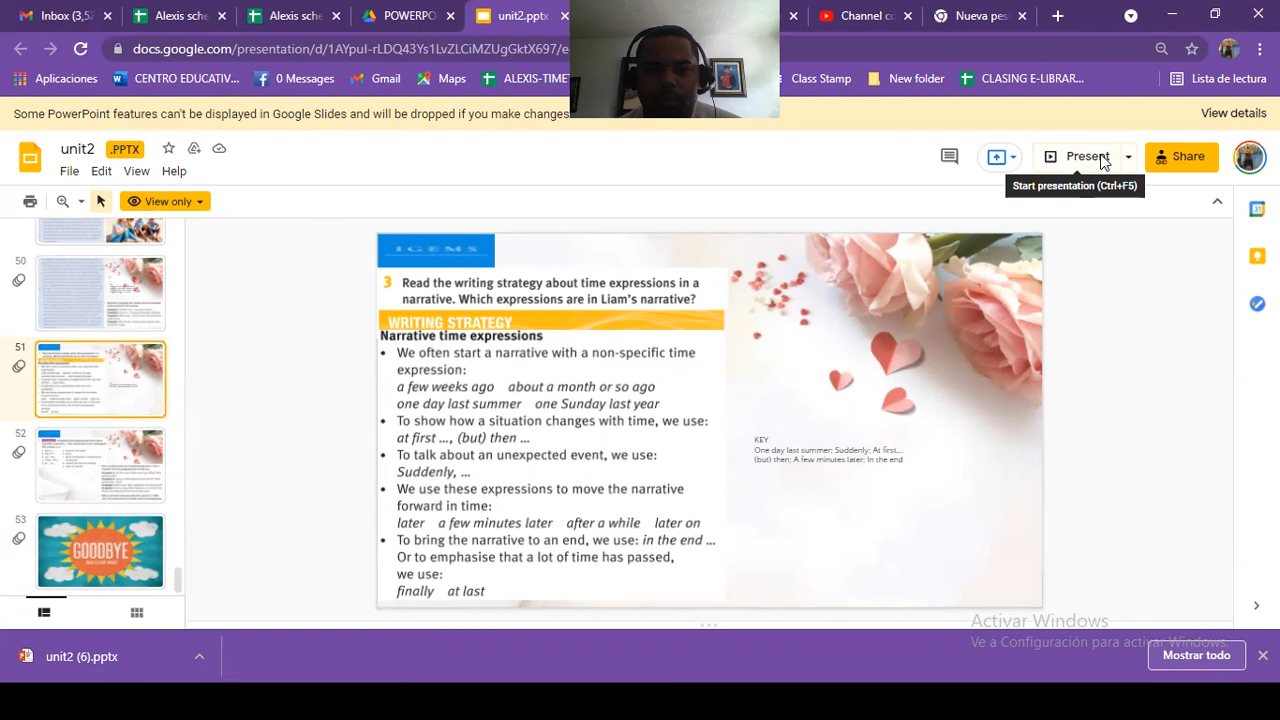 Inbox (3,52
Alexis sche
Alexis sche
POWERPO
unit2.pptx
Channel co
Nueva pes
docs.google.com/presentation/d/1AYpuI-rLDQ43Ys1LvZLCiMZUgGktX697/e
Aplicaciones
CENTRO EDUCATIV...
0 Messages
Gmail
Maps
ALEXIS-TIME
Class Stamp
New folder
CLASING E-LIBRAR...
Lista de lectura
Some PowerPoint features can't be displayed in Google Slides and will be dropped if you make changes
View details
unit2
.PPTX
Present
Share
File Edit View Help
Start presentation (Ctrl+F5)
View only
50
51
52
53
GOODBYE
IGEMS
3 Read the writing strategy about time expressions in a
narrative. Which expressions are in Liam's narrative?
WRITING STRATEGY
Narrative time expressions
• We often start a narrative with a non-specific time
expression:
a few weeks ago about a month or so ago
one day last summer one Sunday last year
• To show how a situation changes with time, we use:
at first ..., (but) then ...
• To talk about an unexpected event, we use:
Suddenly, ...
• We use these expressions to move the narrative
forward in time:
later a few minutes later after a while later on
• To bring the narrative to an end, we use: in the end ...
Or to emphasise that a lot of time has passed,
we use:
finally at last
KEY
One day last summer; Suddenly; At first...
(but) then; A few minutes later; In the end
Activar Windows
Ve a Configuración para activar Windows.
unit2 (6).pptx
Mostrar todo